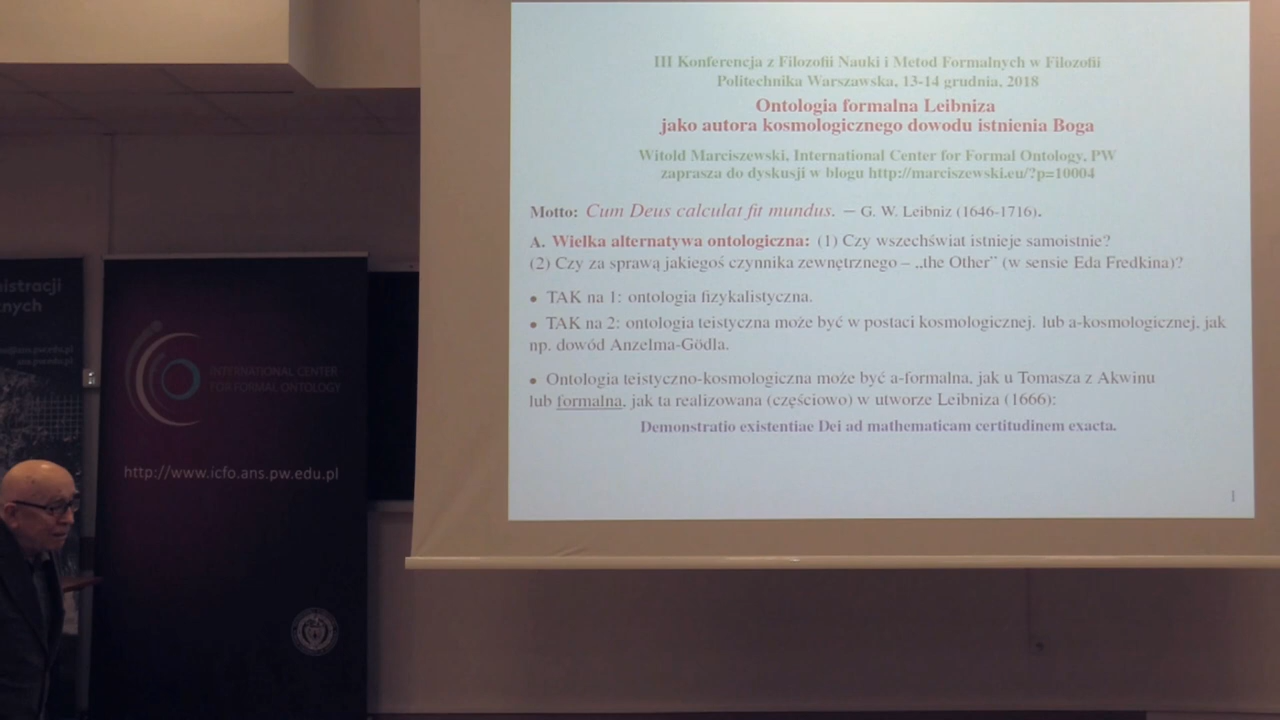 III Konferencja z Filozofii Nauki i Metod Formalnych w Filozofii
Politechnika Warszawska, 13-14 grudnia, 2018
Ontologia formalna Leibniza
jako autora kosmologicznego dowodu istnienia Boga
Witold Marciszewski, International Center for Formal Ontology, PW
zaprasza do dyskusji w blogu http://marciszewski.eu/?p=10004
Motto: Cum Deus calculat fit mundus. — G. W. Leibniz (1646-1716).
A. Wielka alternatywa ontologiczna: (1) Czy wszechświat istnieje samoistnie?
(2) Czy za sprawą jakiegoś czynnika zewnętrznego – „the Other” (w sensie Eda Fredkina)?
• TAK na 1: ontologia fizykalistyczna.
• TAK na 2: ontologia teistyczna może być w postaci kosmologicznej, lub a-kosmologicznej, jak
np. dowód Anzelma-Gödla.
• Ontologia teistyczno-kosmologiczna może być a-formalna, jak u Tomasza z Akwinu
lub formalna, jak ta realizowana (częściowo) w utworze Leibniza (1666):
Demonstratio existentiae Dei ad mathematicam certitudinem exacta.
1
istracji
znych
INTERNATIONAL CENTER
FOR FORMAL ONTOLOGY
http://www.icfo.ans.pw.edu.pl